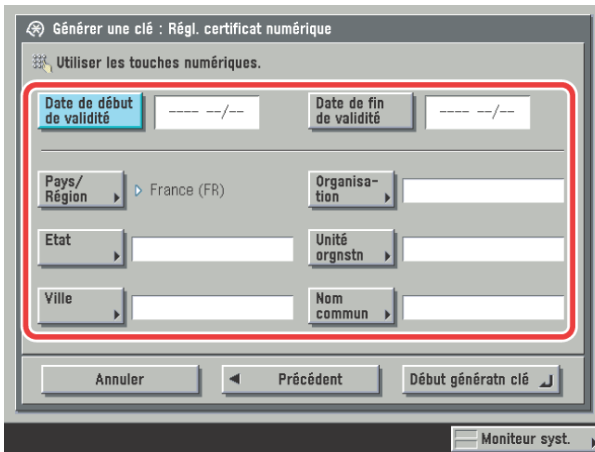 Générer une clé : Régl. certificat numérique
Utiliser les touches numériques.
Date de début
de validité
---- --/--
Date de fin
de validité
---- --/--
Pays/
Région
France (FR)
Organisa-
tion
Etat
Unité
orgnstn
Ville
Nom
commun
Annuler
Précédent
Début génératn clé
Moniteur syst.